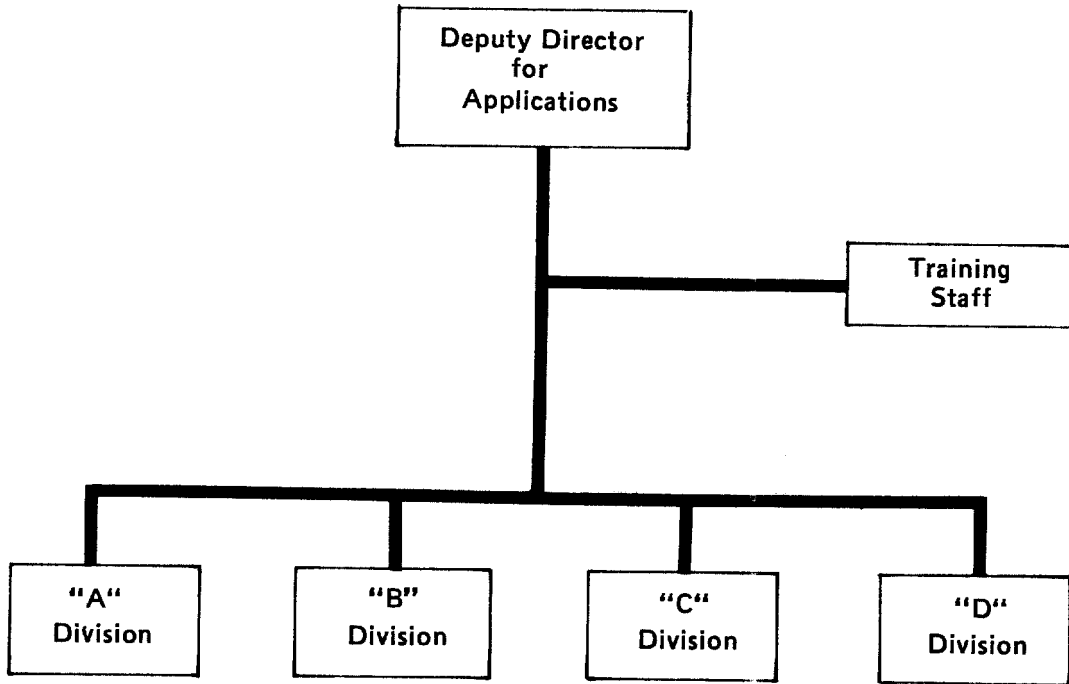 Deputy Director
for
Applications
Training
Staff
“A“
Division
“B”
Division
“C“
Division
“D“
Division